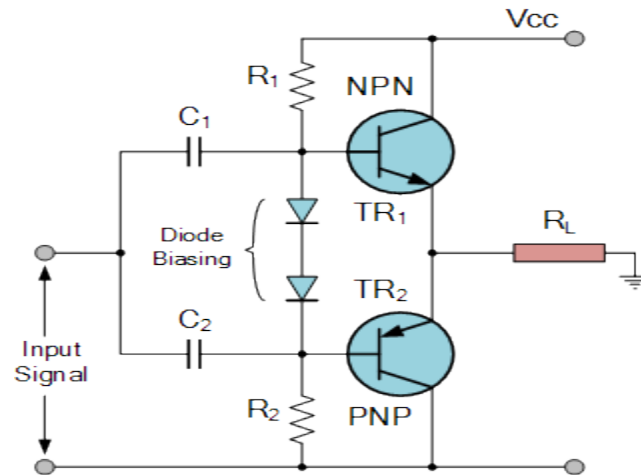 Vcc
R1
NPN
C1
TR1
Diode
Biasing
RL
TR2
C2
Input
Signal
R2
PNP